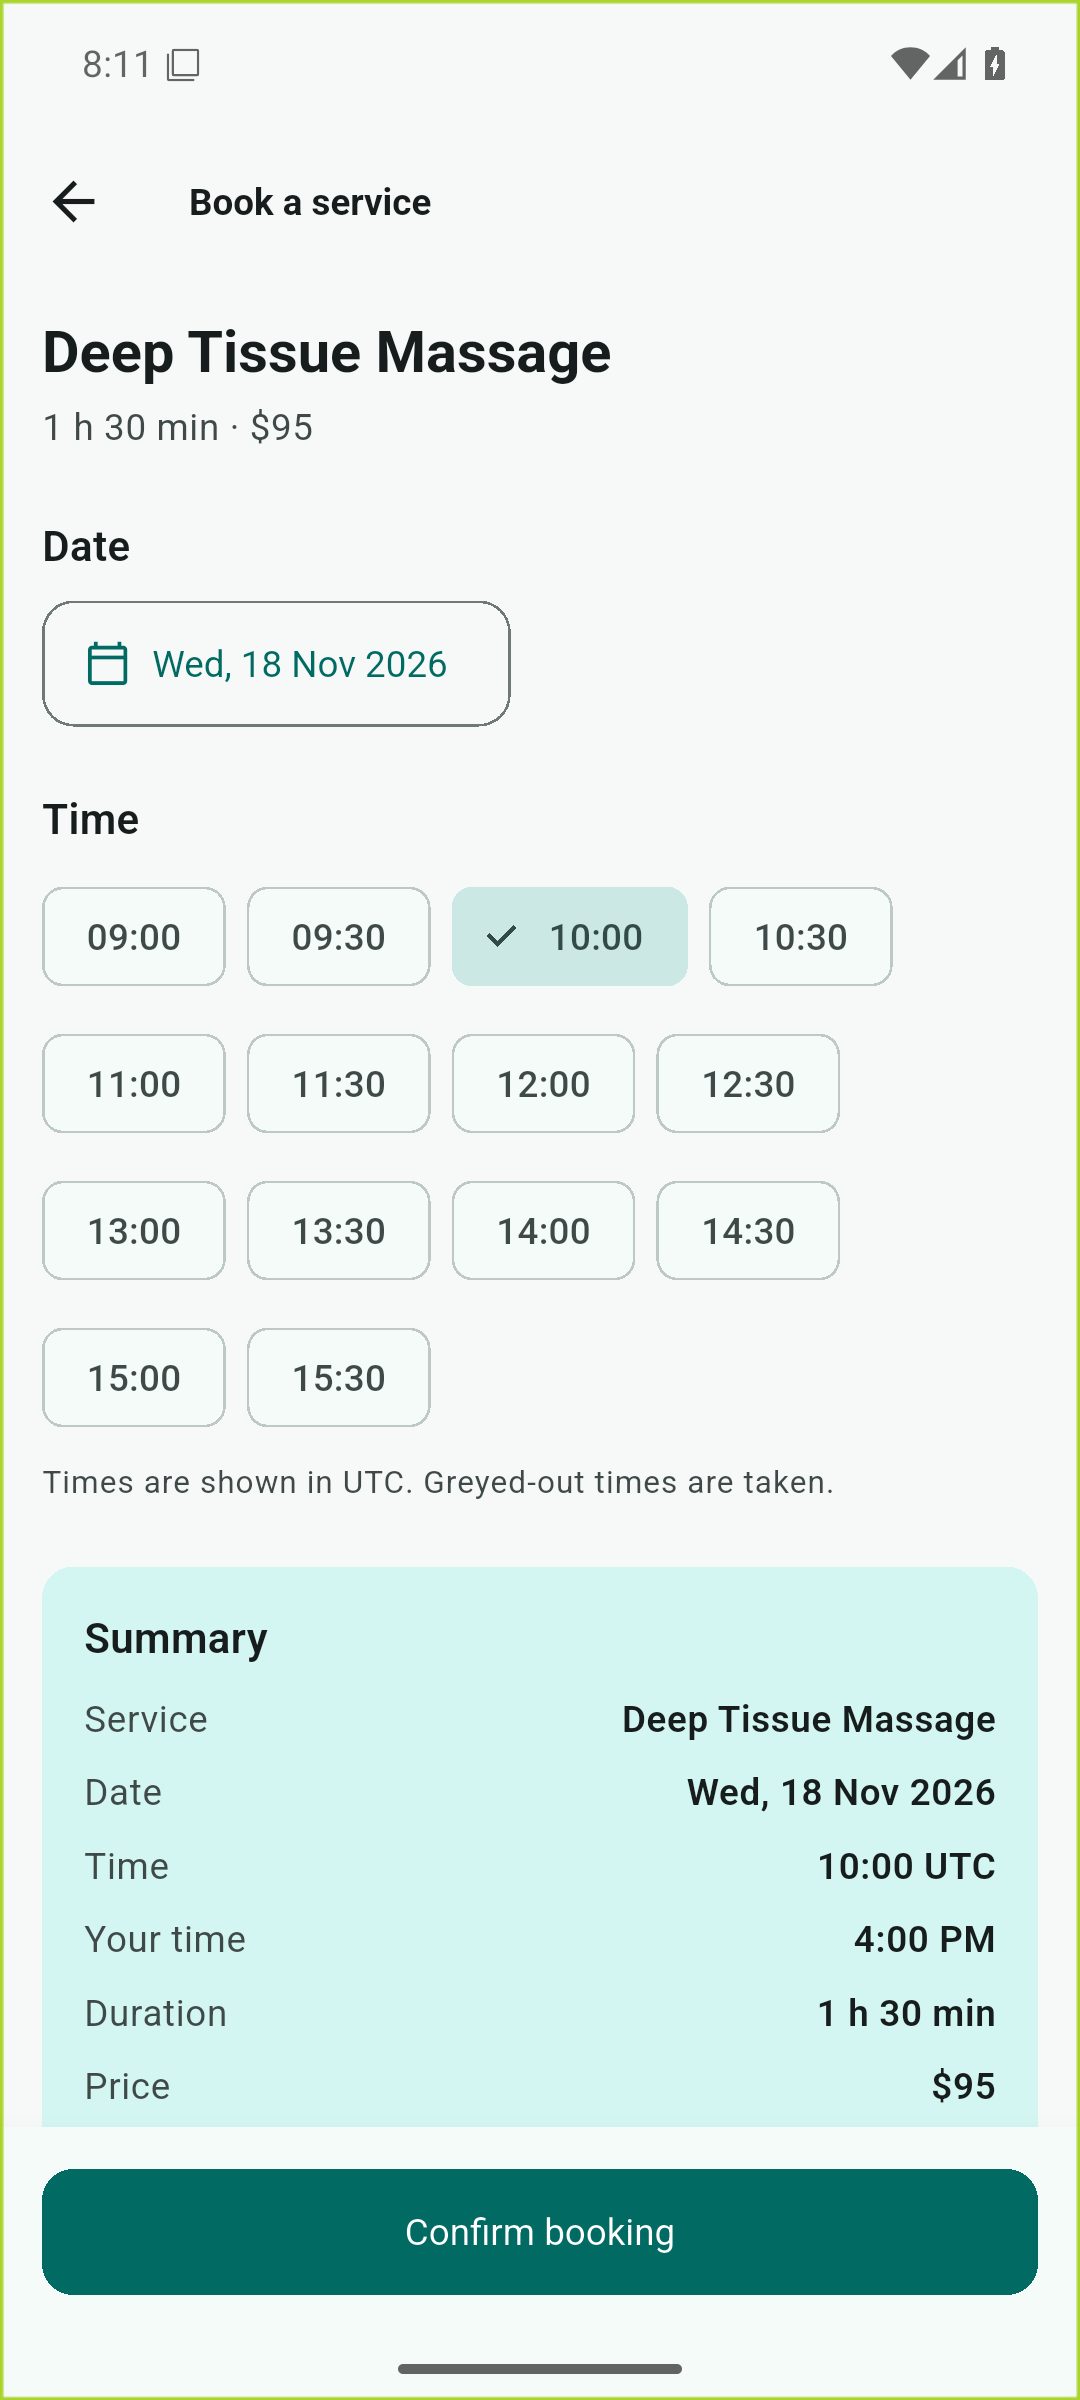 8:11
Book a service
Deep Tissue Massage
1 h 30 min · $95
Date
Wed, 18 Nov 2026
Time
09:00 09:30 10:00 10:30
11:00 11:30 12:00 12:30
13:00 13:30 14:00 14:30
15:00 15:30
Times are shown in UTC. Greyed-out times are taken.
Summary
Service Deep Tissue Massage
Date Wed, 18 Nov 2026
Time 10:00 UTC
Your time 4:00 PM
Duration 1 h 30 min
Price $95
Confirm booking